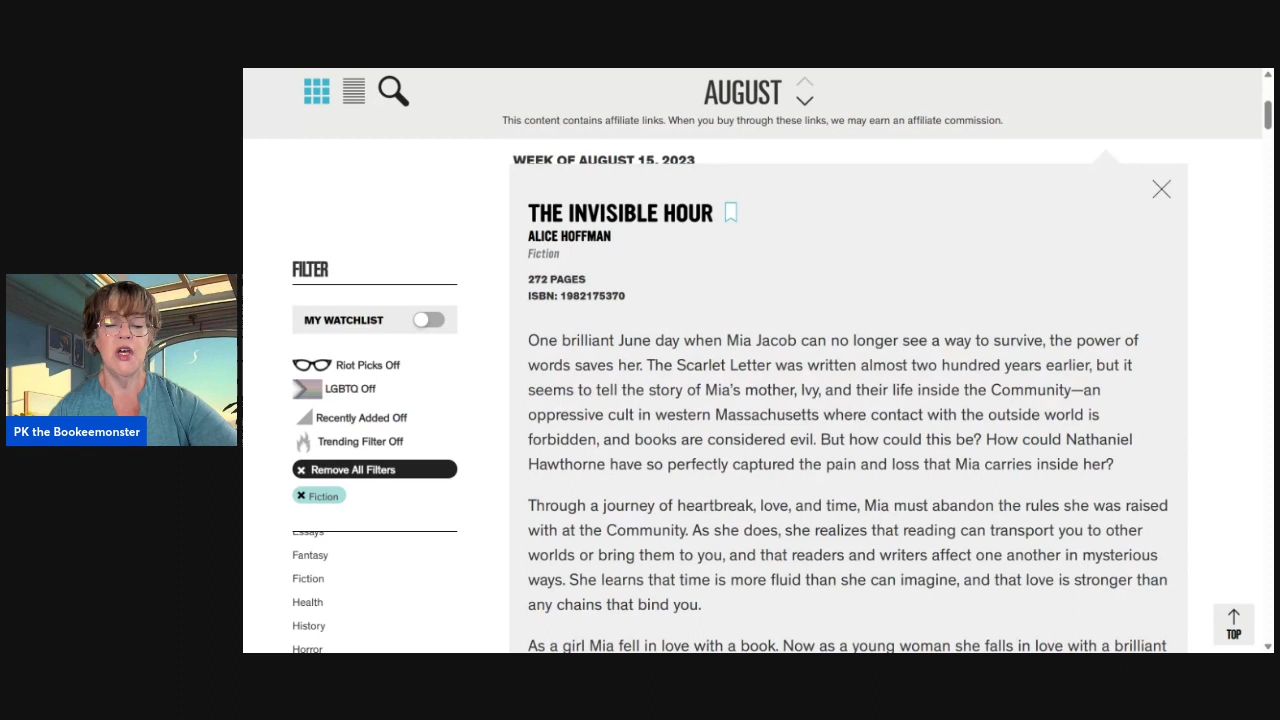 AUGUST
This content contains affiliate links. When you buy through these links, we may earn an affiliate commission.
WEEK OF AUGUST 15, 2023
THE INVISIBLE HOUR
ALICE HOFFMAN
Fiction
272 PAGES
ISBN: 1982175370
One brilliant June day when Mia Jacob can no longer see a way to survive, the power of
words saves her. The Scarlet Letter was written almost two hundred years earlier, but it
seems to tell the story of Mia's mother, Ivy, and their life inside the Community—an
oppressive cult in western Massachusetts where contact with the outside world is
forbidden, and books are considered evil. But how could this be? How could Nathaniel
Hawthorne have so perfectly captured the pain and loss that Mia carries inside her?
Through a journey of heartbreak, love, and time, Mia must abandon the rules she was raised
with at the Community. As she does, she realizes that reading can transport you to other
worlds or bring them to you, and that readers and writers affect one another in mysterious
ways. She learns that time is more fluid than she can imagine, and that love is stronger than
any chains that bind you.
As a girl Mia fell in love with a book. Now as a young woman she falls in love with a brilliant
FILTER
MY WATCHLIST
Riot Picks Off
LGBTQ Off
Recently Added Off
Trending Filter Off
× Remove All Filters
× Fiction
Essays
Fantasy
Fiction
Health
History
Horror
TOP
PK the Bookeemonster